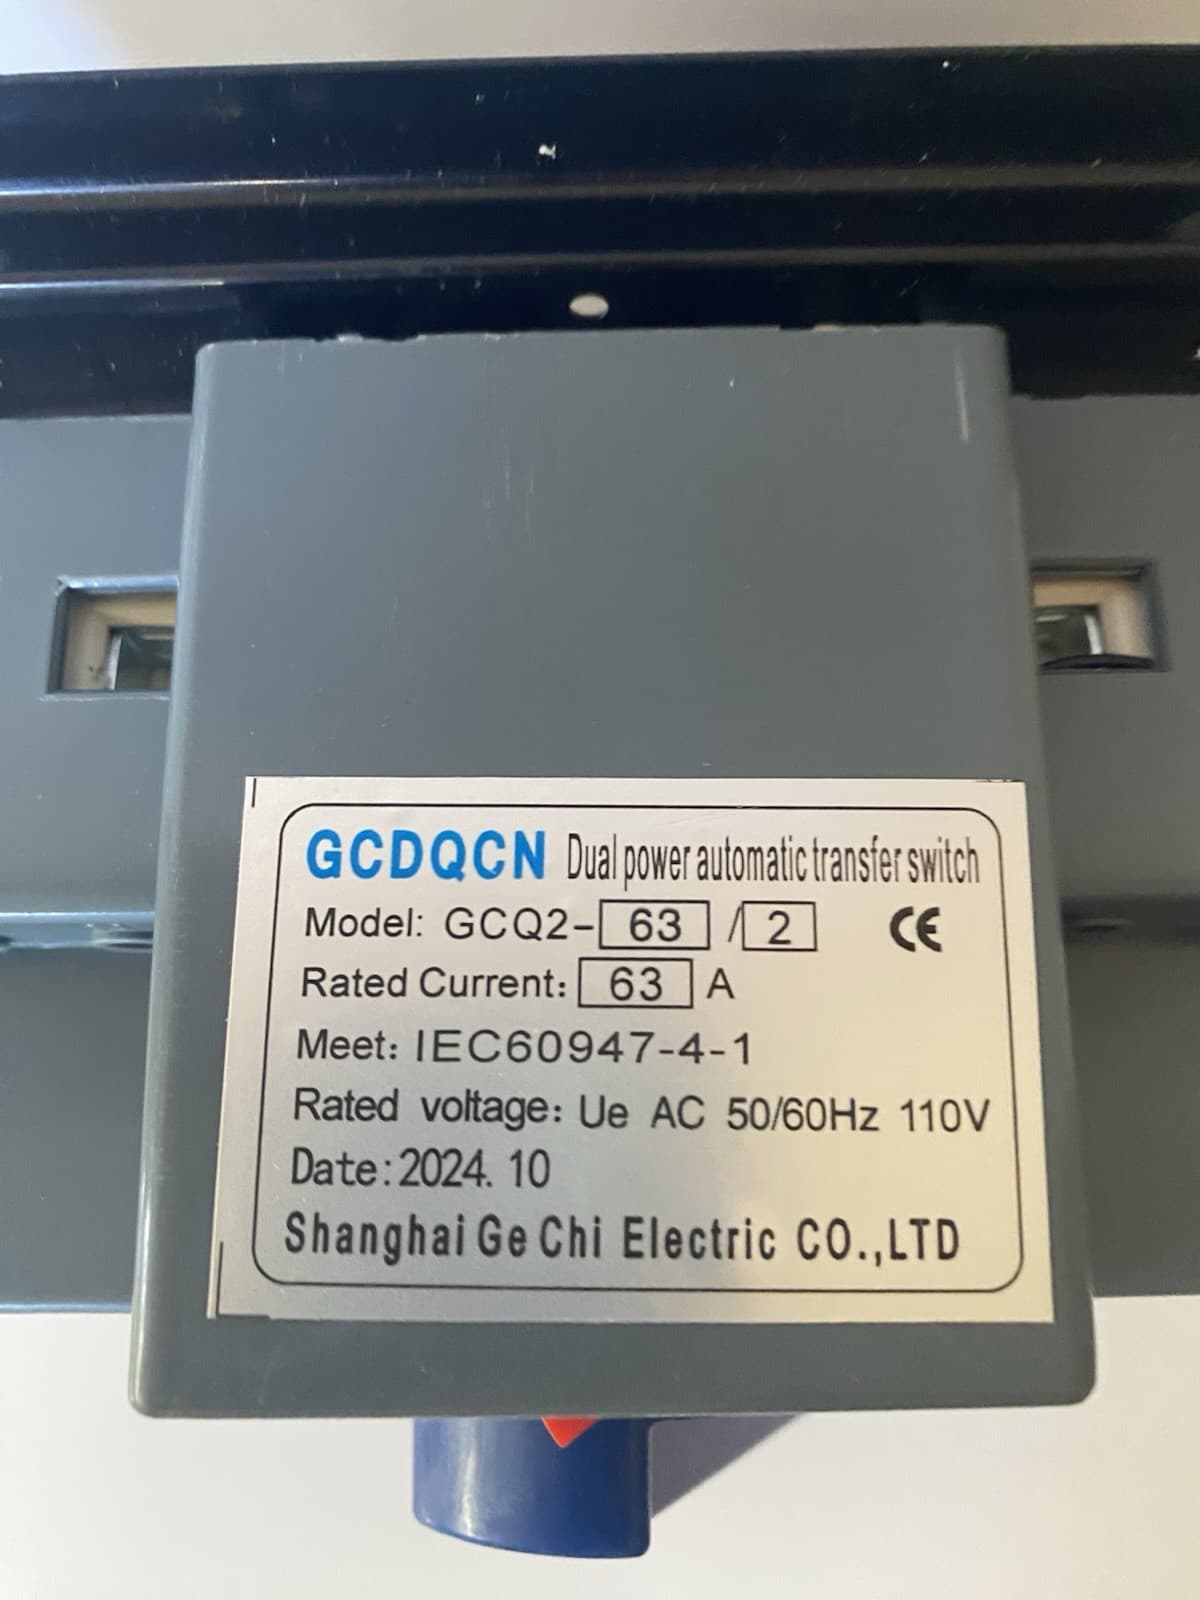 GCDQCN Dual power automatic transfer switch
Model: GCQ2-63/2 CE
Rated Current: 63 A
Meet: IEC60947-4-1
Rated voltage: Ue AC 50/60Hz 110V
Date:2024. 10
Shanghai Ge Chi Electric CO.,LTD